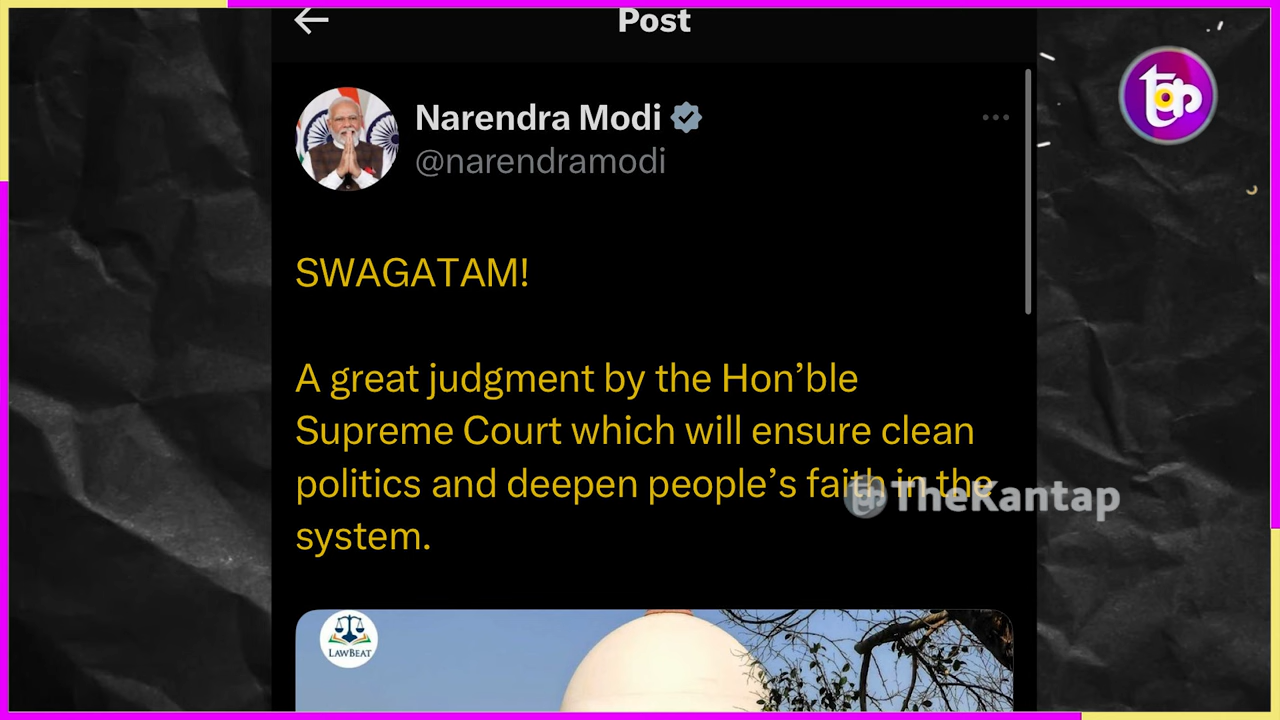 Post
Narendra Modi
@narendramodi
SWAGATAM!
A great judgment by the Hon’ble
Supreme Court which will ensure clean
politics and deepen people’s faith in the
system.
TheKantap
LAWBEAT
top